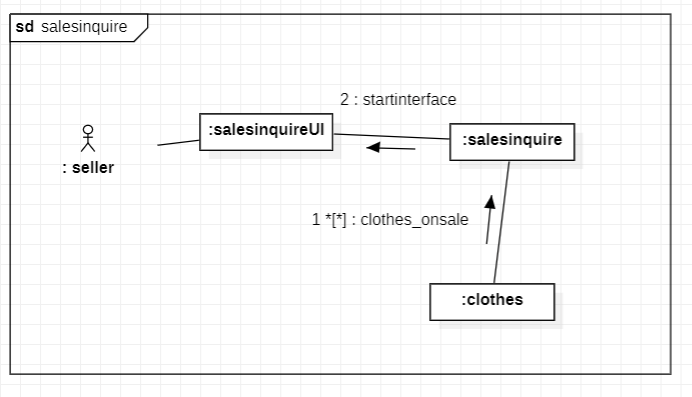 sd salesinquire
2 : startinterface
:salesinquireUI
:salesinquire
: seller
1 *[*] : clothes_onsale
:clothes